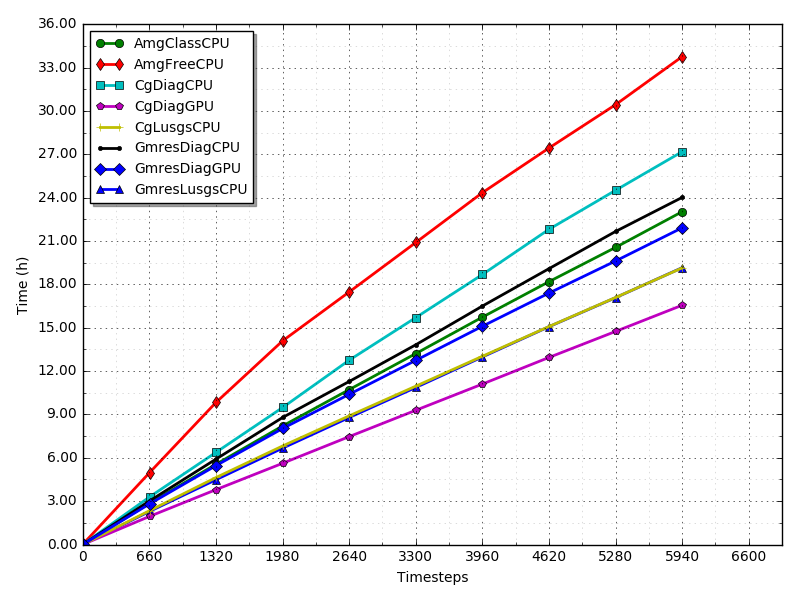 36.00
33.00
30.00
27.00
24.00
21.00
18.00
15.00
12.00
9.00
6.00
3.00
0.00
Time (h)
AmgClassCPU
AmgFreeCPU
CgDiagCPU
CgDiagGPU
CgLusgsCPU
GmresDiagCPU
GmresDiagGPU
GmresLusgsCPU
0 660 1320 1980 2640 3300 3960 4620 5280 5940 6600
Timesteps